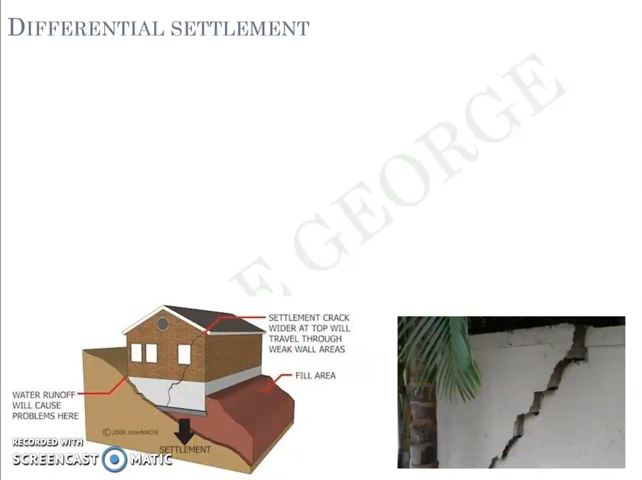 DIFFERENTIAL SETTLEMENT
E GEORGE
SETTLEMENT CRACK
WIDER AT TOP WILL
TRAVEL THROUGH
WEAK WALL AREAS
FILL AREA
WATER RUNOFF
WILL CAUSE
PROBLEMS HERE
©2009 InterNACHI
SETTLEMENT
RECORDED WITH
SCREENCAST MATIC